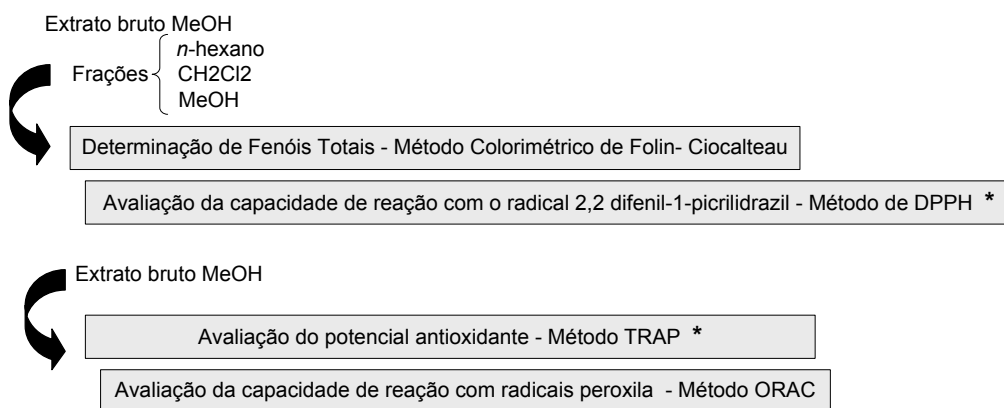 Extrato bruto MeOH
n-hexano
Frações CH2Cl2
MeOH
Determinação de Fenóis Totais - Método Colorimétrico de Folin- Ciocalteau
Avaliação da capacidade de reação com o radical 2,2 difenil-1-picrilidrazil - Método de DPPH *
Extrato bruto MeOH
Avaliação do potencial antioxidante - Método TRAP *
Avaliação da capacidade de reação com radicais peroxila - Método ORAC